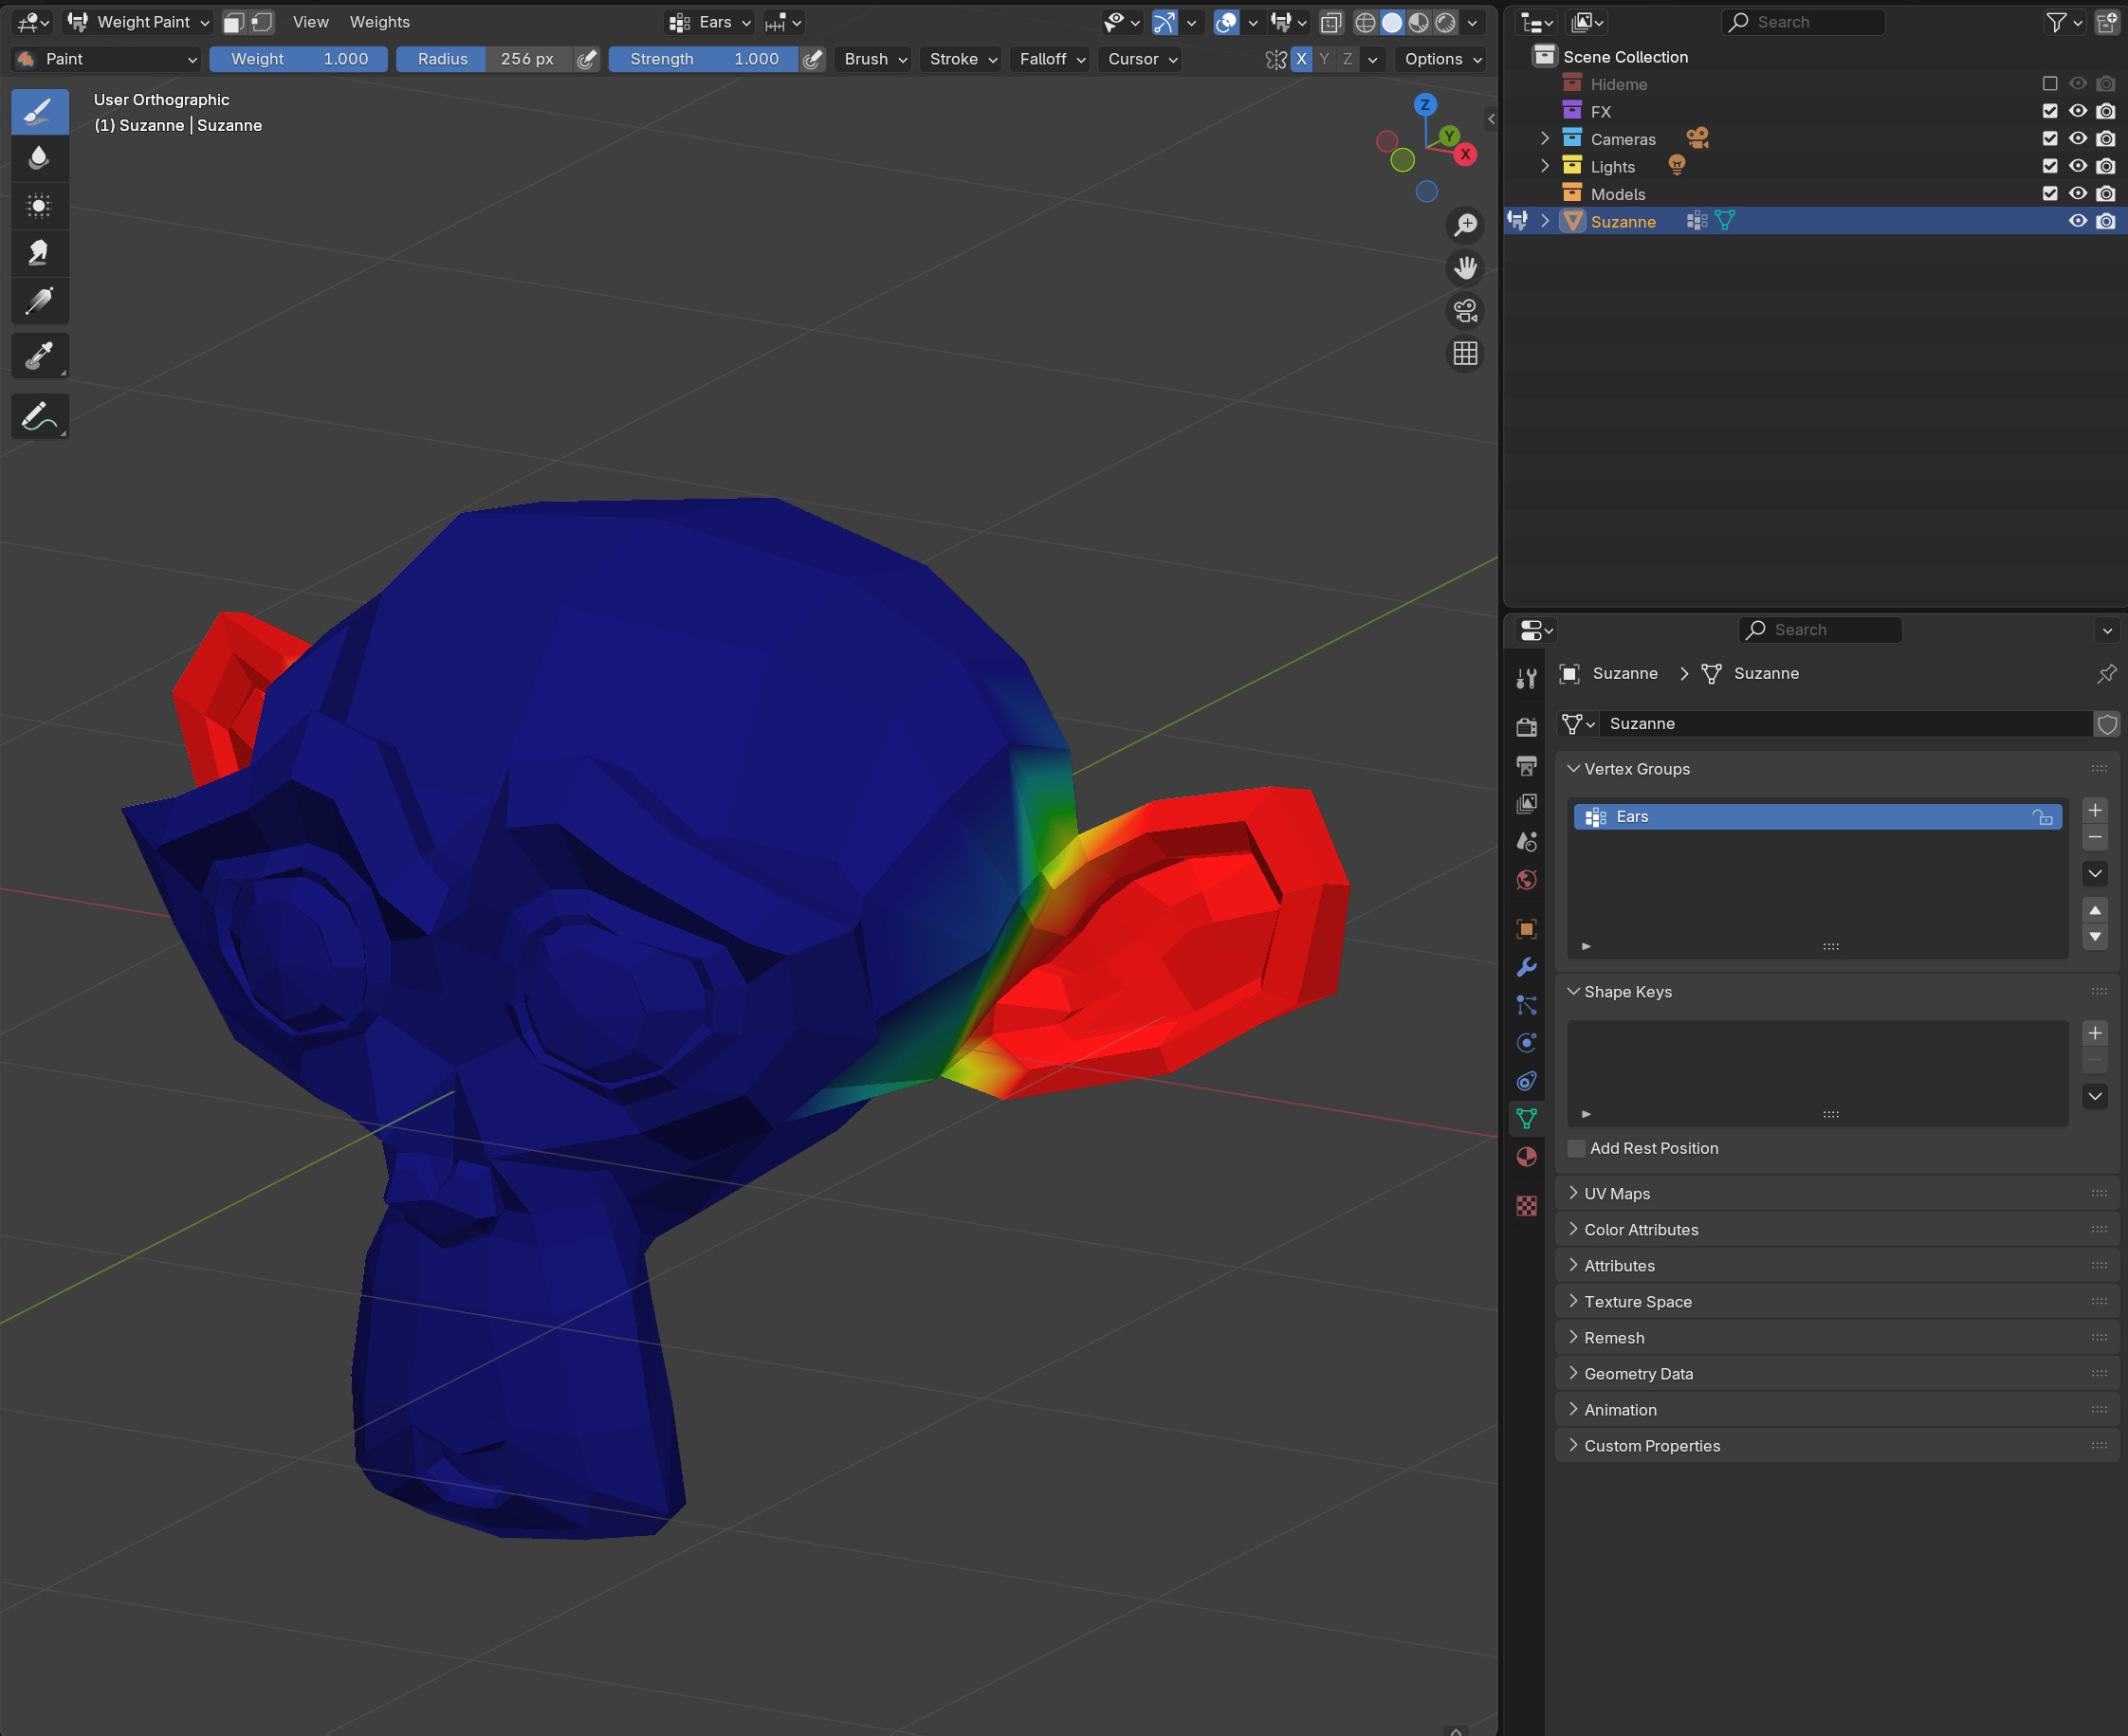 Weight Paint View Weights Ears
Paint Weight 1.000 Radius 256 px Strength 1.000 Brush Stroke Falloff Cursor X Y Z Options
User Orthographic
(1) Suzanne | Suzanne
Z
Y
X
Search
Scene Collection
Hideme
FX
Cameras
Lights
Models
Suzanne
Search
Suzanne Suzanne
Suzanne
Vertex Groups
Ears
Shape Keys
Add Rest Position
UV Maps
Color Attributes
Attributes
Texture Space
Remesh
Geometry Data
Animation
Custom Properties